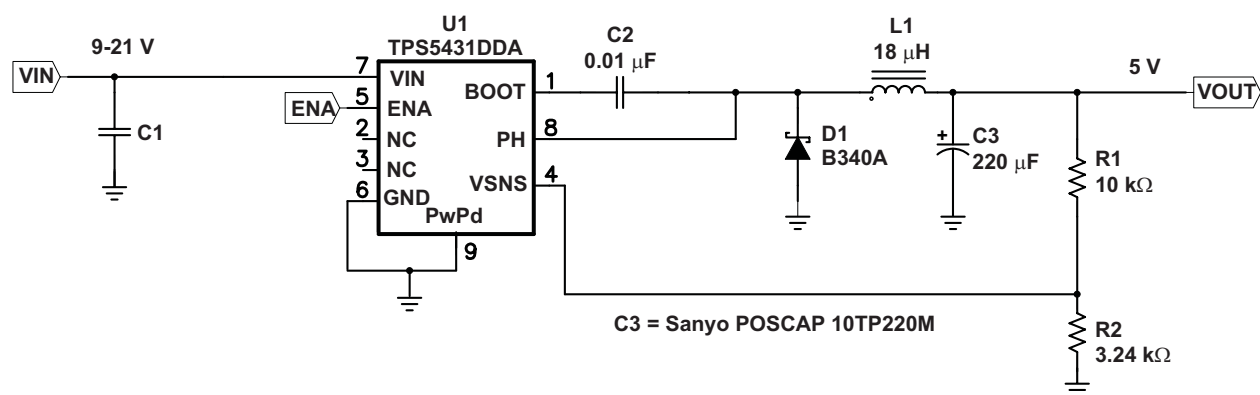 U1
TPS5431DDA
9-21 V
VIN
C1
ENA
7
5
2
3
6
VIN
ENA
NC
NC
GND
BOOT
PH
VSNS
PwPd
1
8
4
9
C2
0.01 μF
L1
18 μH
D1
B340A
C3
220 μF
+
5 V
VOUT
R1
10 kΩ
R2
3.24 kΩ
C3 = Sanyo POSCAP 10TP220M